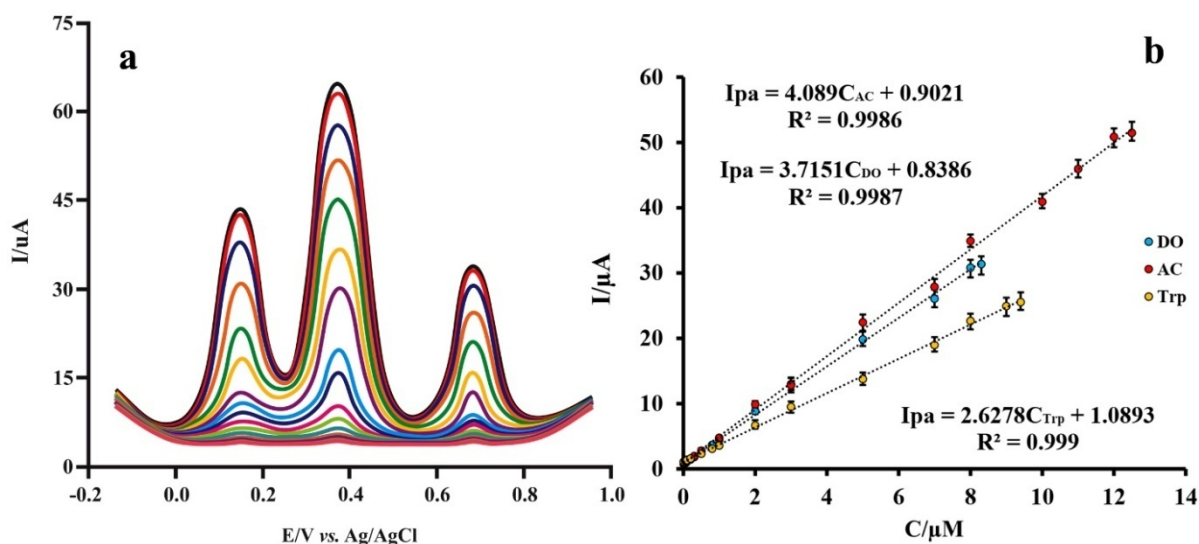 a
75
60
45
30
15
0
I/uA
-0.2
0.0
0.2
0.4
0.6
0.8
1.0
E/V vs. Ag/AgCl
b
60
50
40
30
20
10
0
I/μA
Ipa = 4.089CAC + 0.9021
R² = 0.9986
Ipa = 3.7151CDO + 0.8386
R² = 0.9987
DO
AC
Trp
Ipa = 2.6278CTrp + 1.0893
R² = 0.999
0
2
4
6
8
10
12
14
C/μM